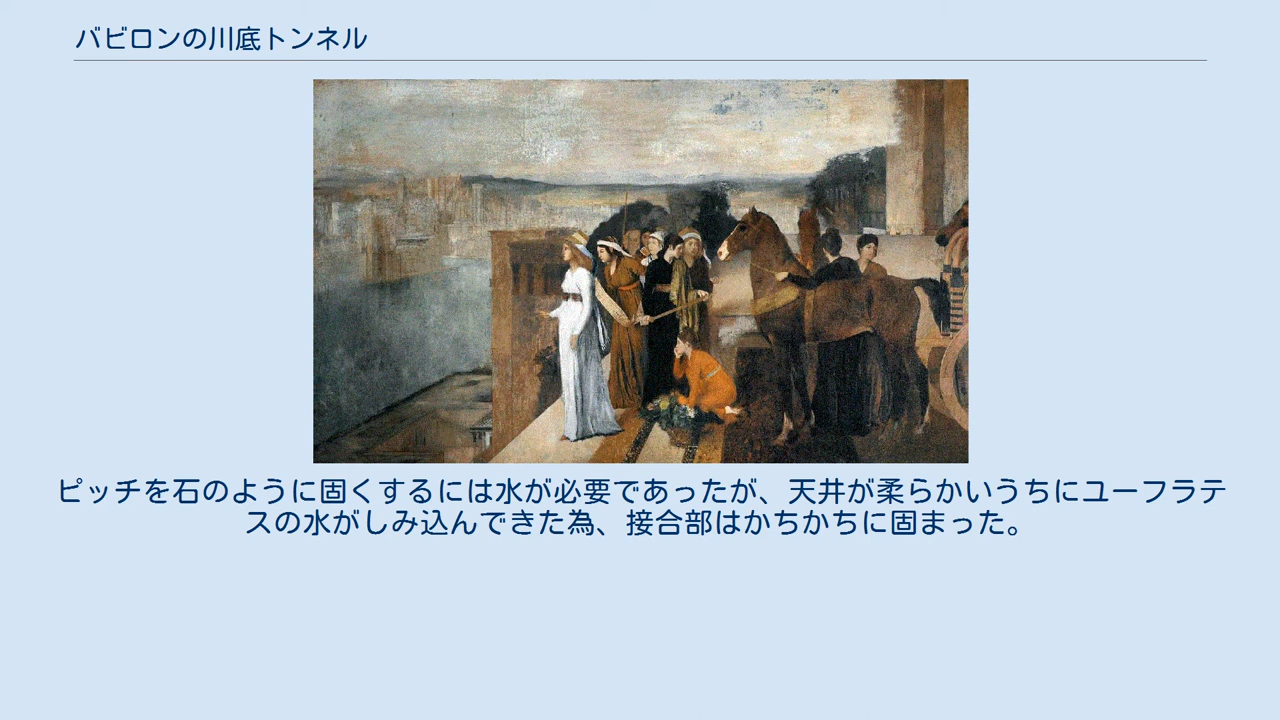 バビロンの川底トンネル
ピッチを石のように固くするには水が必要であったが、天井が柔らかいうちにユーフラテ
スの水がしみ込んできた為、接合部はかちかちに固まった。